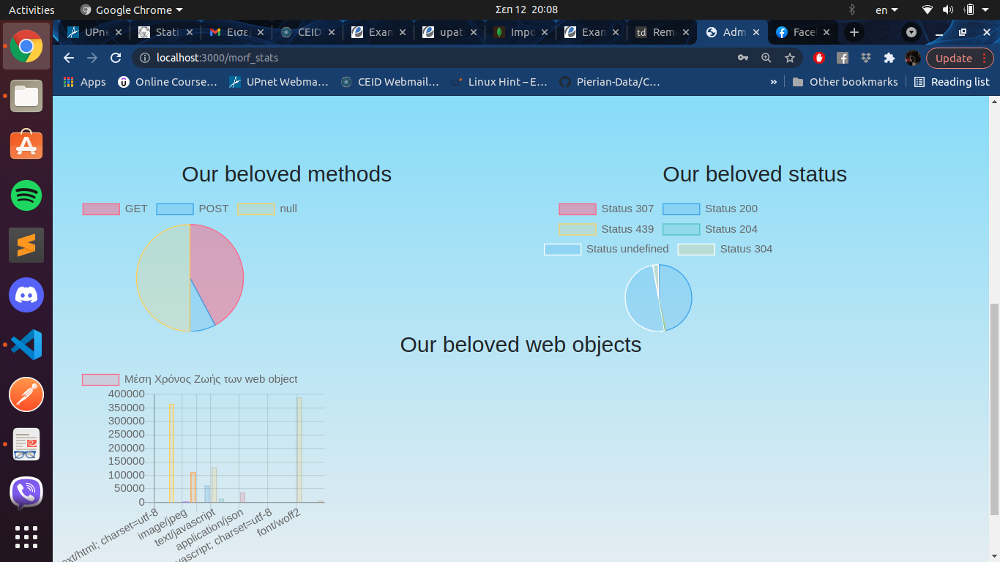 Activities Google Chrome Σεπ 12 20:08 en
UPne Stati Εισερ CEID Exan upat Impo Exan Rem Adm Facel
localhost:3000/morf_stats Update
Apps Online Course… UPnet Webma… CEID Webmail… Linux Hint – E… Pierian-Data/C… » Other bookmarks Reading list
Our beloved methods
GET POST null
Our beloved status
Status 307 Status 200
Status 439 Status 204
Status undefined Status 304
Our beloved web objects
Μέση Χρόνος Ζωής των web object
400000
350000
300000
250000
200000
150000
100000
50000
0
text/html; charset=utf-8
image/jpeg
text/javascript
application/json
vascript; charset=utf-8
font/woff2